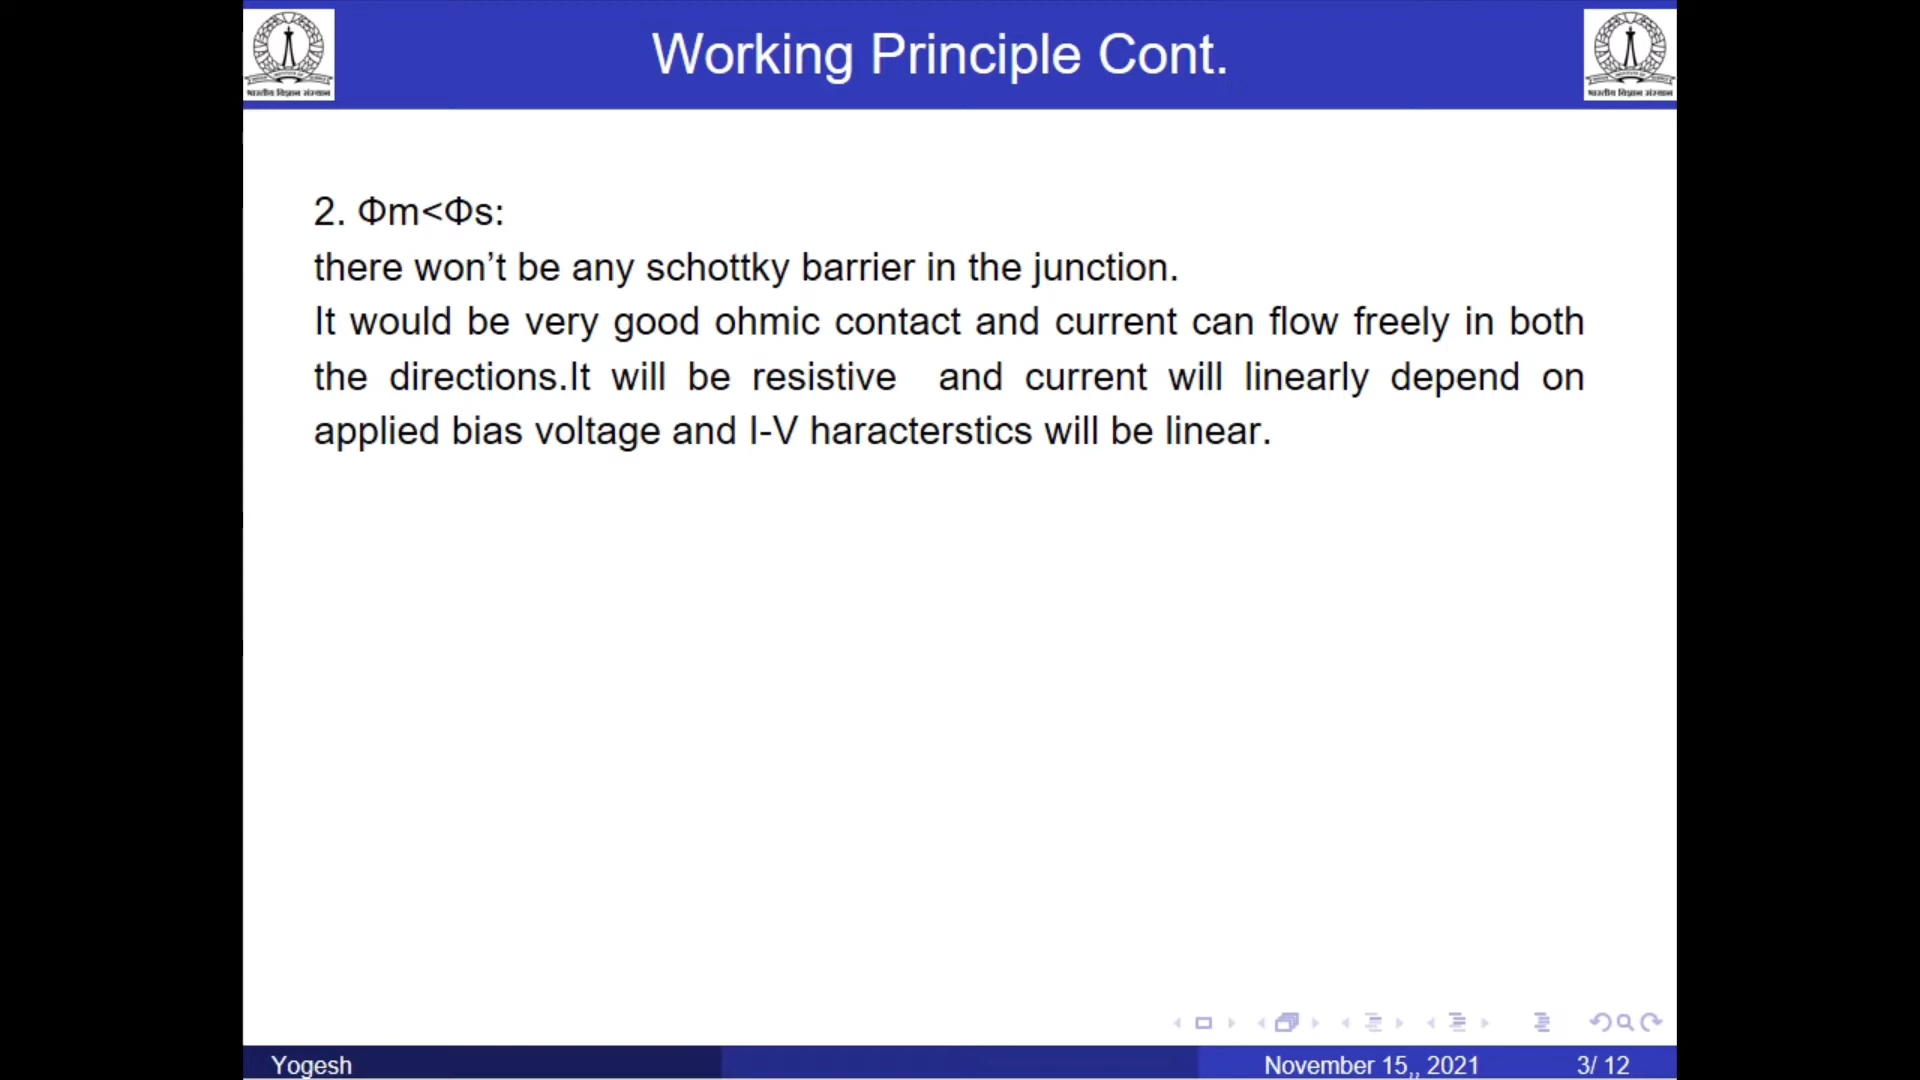 Working Principle Cont.
भारतीय विज्ञान संस्थान
भारतीय विज्ञान संस्थान
2. Φm<Φs:
there won’t be any schottky barrier in the junction.
It would be very good ohmic contact and current can flow freely in both
the directions.It will be resistive and current will linearly depend on
applied bias voltage and I-V haracterstics will be linear.
Yogesh
November 15,, 2021
3/ 12